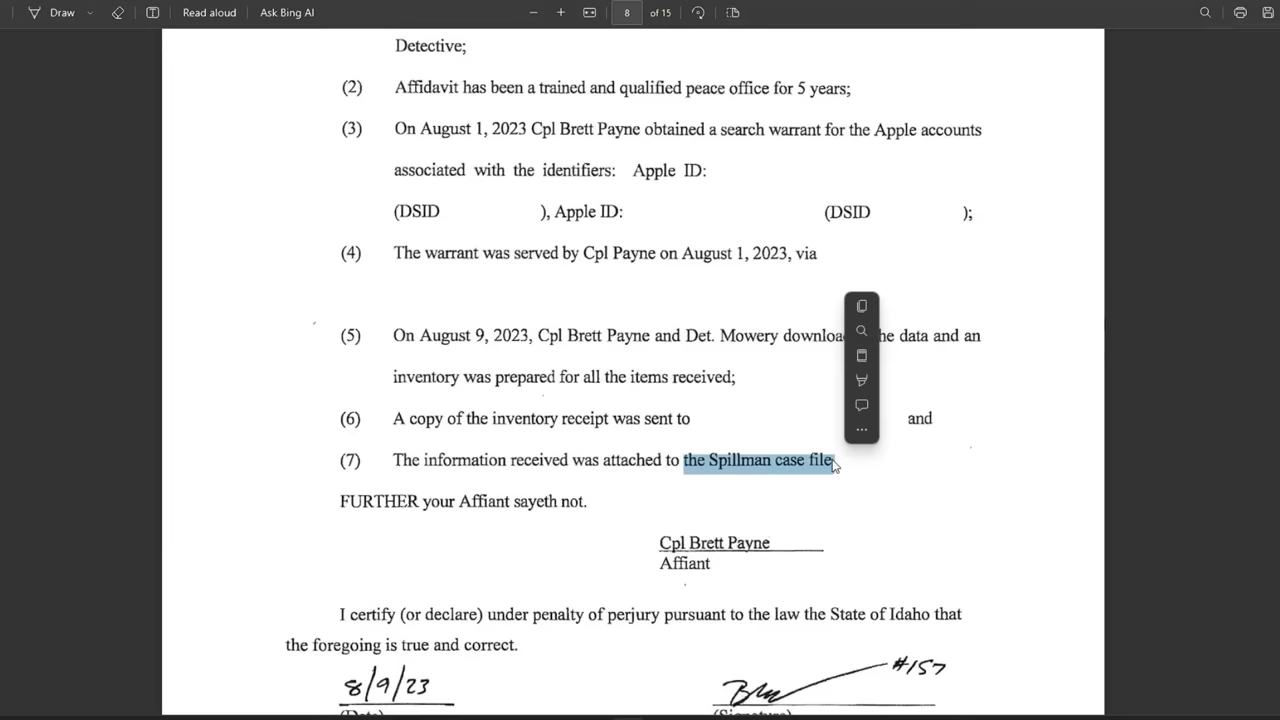 Draw
Read aloud
Ask Bing AI
8 of 15
Detective;
(2) Affidavit has been a trained and qualified peace office for 5 years;
(3) On August 1, 2023 Cpl Brett Payne obtained a search warrant for the Apple accounts
associated with the identifiers: Apple ID:
(DSID ), Apple ID: (DSID );
(4) The warrant was served by Cpl Payne on August 1, 2023, via
(5) On August 9, 2023, Cpl Brett Payne and Det. Mowery downloa he data and an
inventory was prepared for all the items received;
(6) A copy of the inventory receipt was sent to and
(7) The information received was attached to the Spillman case file
FURTHER your Affiant sayeth not.
Cpl Brett Payne
Affiant
I certify (or declare) under penalty of perjury pursuant to the law the State of Idaho that
the foregoing is true and correct.
8/9/23 #157
(Date) (Signature)